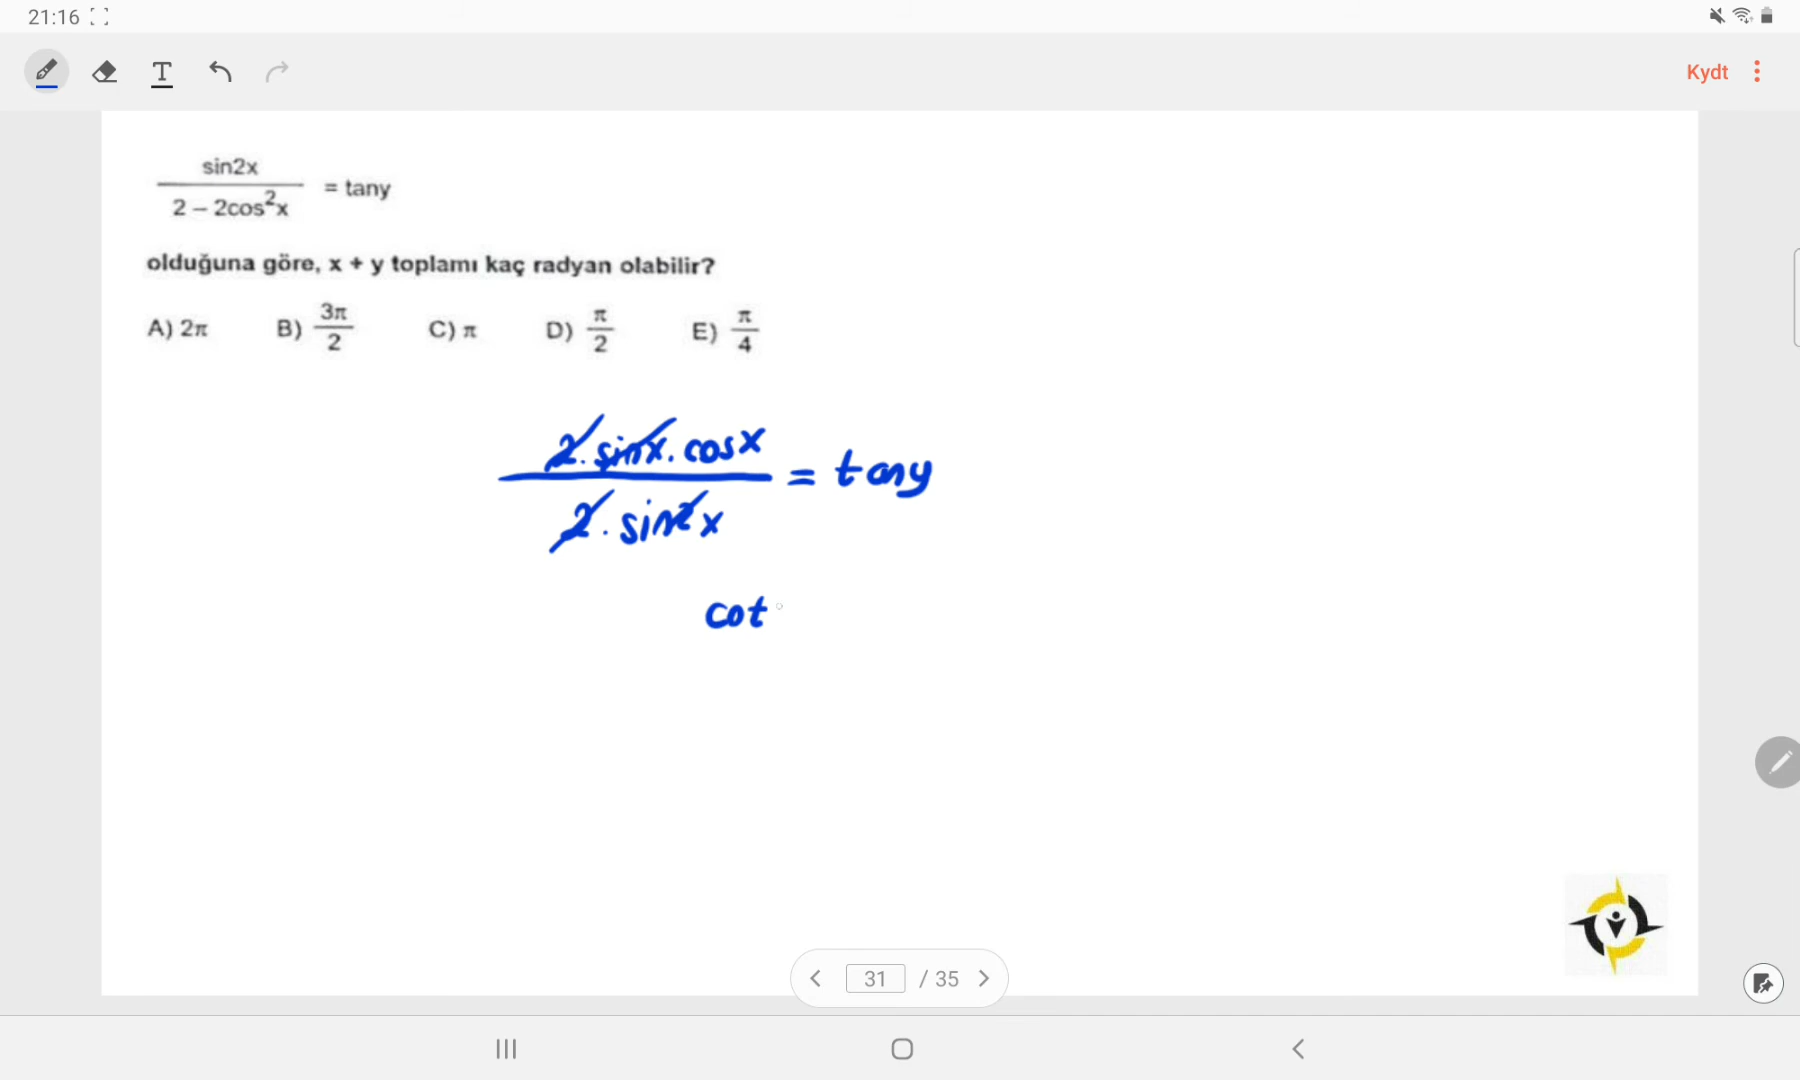 21:16
T
Kydt
sin2x
2 – 2cos²x
= tany
olduğuna göre, x + y toplamı kaç radyan olabilir?
A) 2π B) 3π/2 C) π D) π/2 E) π/4
2.sinx.cosx
= tany
2.sin²x
cot
31 / 35